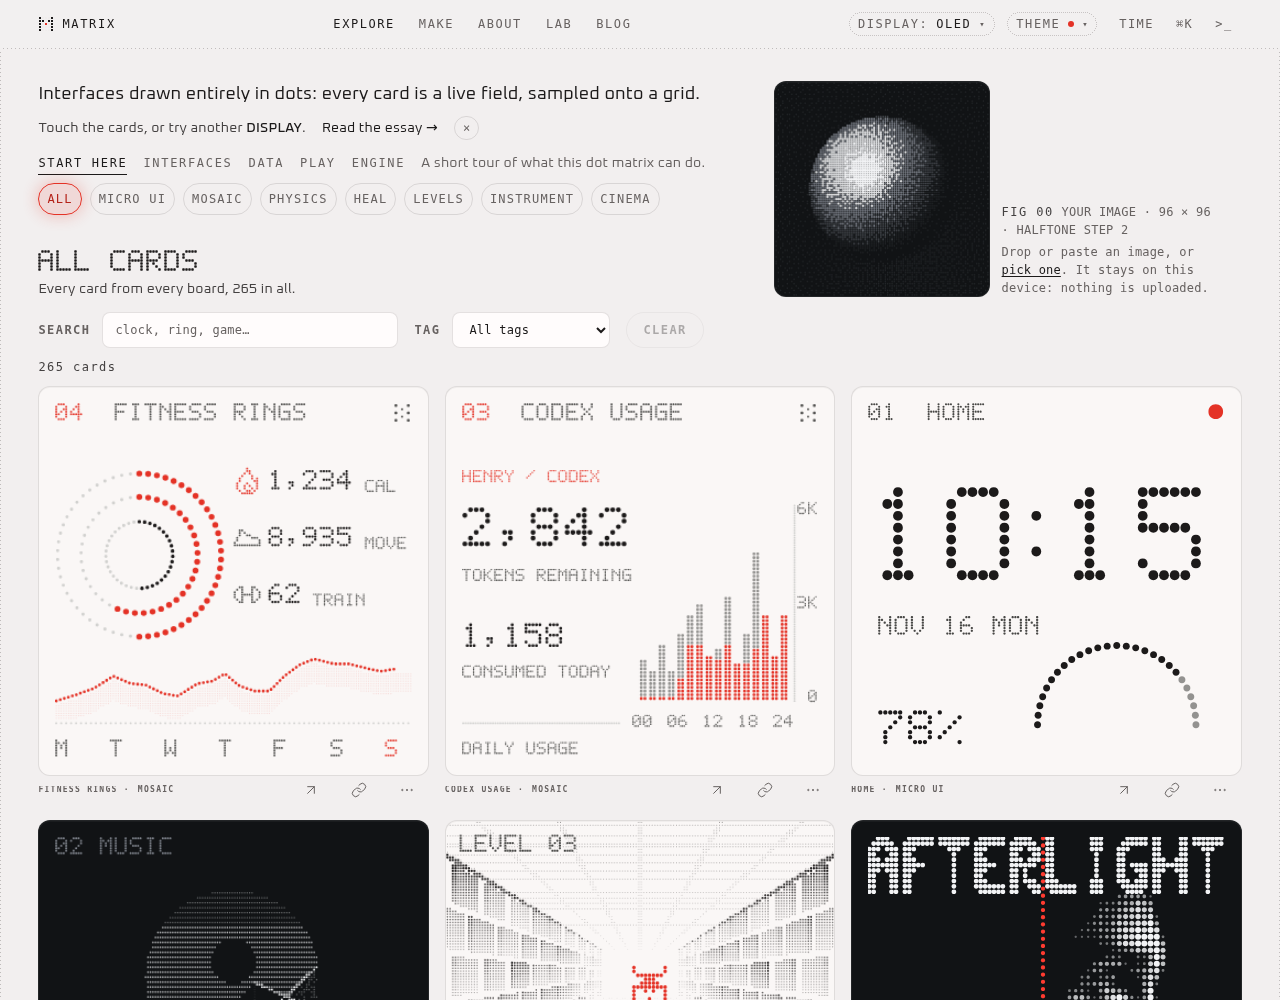 MATRIX
EXPLORE MAKE ABOUT LAB BLOG
DISPLAY: OLED ▾ THEME ▾ TIME ⌘K >_
Interfaces drawn entirely in dots: every card is a live field, sampled onto a grid.
Touch the cards, or try another DISPLAY. Read the essay → ×
START HERE INTERFACES DATA PLAY ENGINE A short tour of what this dot matrix can do.
ALL MICRO UI MOSAIC PHYSICS HEAL LEVELS INSTRUMENT CINEMA
FIG 00 YOUR IMAGE · 96 × 96
· HALFTONE STEP 2
Drop or paste an image, or
pick one. It stays on this
device: nothing is uploaded.
ALL CARDS
Every card from every board, 265 in all.
SEARCH clock, ring, game… TAG All tags CLEAR
265 cards
04 FITNESS RINGS
1,234 CAL
8,935 MOVE
62 TRAIN
M T W T F S S
FITNESS RINGS · MOSAIC
03 CODEX USAGE
HENRY / CODEX
2,842
TOKENS REMAINING
1,158
CONSUMED TODAY
6K
3K
0
00 06 12 18 24
DAILY USAGE
CODEX USAGE · MOSAIC
01 HOME
10:15
NOV 16 MON
78%
HOME · MICRO UI
02 MUSIC
LEVEL 03
AFTERLIGHT